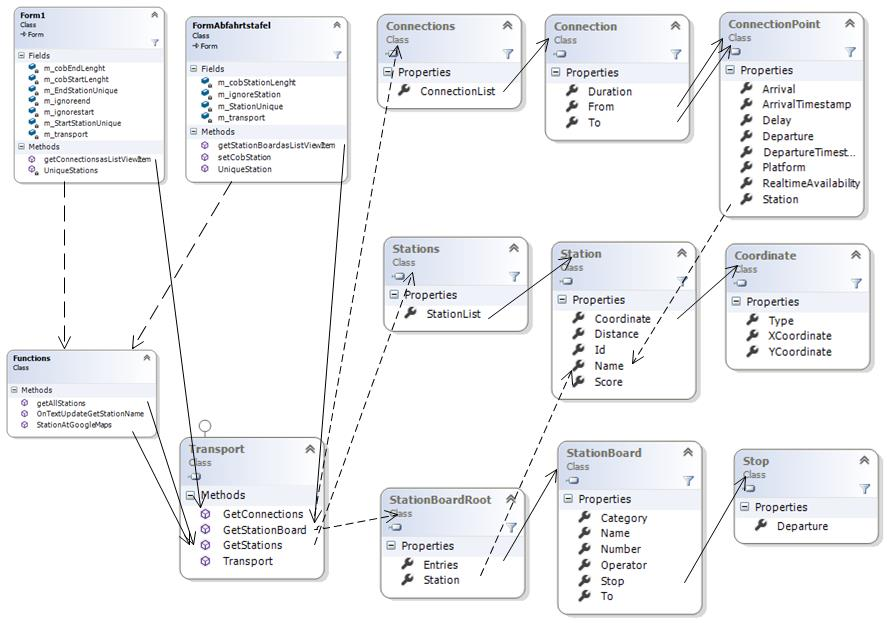 Form1
Class
Form
Fields
m_cobEndLenght
m_cobStartLenght
m_EndStationUnique
m_ignoreend
m_ignorestart
m_StartStationUnique
m_transport
Methods
getConnectionsasListViewItem
UniqueStations
FormAbfahrtstafel
Class
Form
Fields
m_cobStationLenght
m_ignoreStation
m_StationUnique
m_transport
Methods
getStationBoardasListViewItem
setCobStation
UniqueStation
Connections
Class
Properties
ConnectionList
Connection
Class
Properties
Duration
From
To
ConnectionPoint
Class
Properties
Arrival
ArrivalTimestamp
Delay
Departure
DepartureTimest...
Platform
RealtimeAvailability
Station
Stations
Class
Properties
StationList
Station
Class
Properties
Coordinate
Distance
Id
Name
Score
Coordinate
Class
Properties
Type
XCoordinate
YCoordinate
Functions
Class
Methods
getAllStations
OnTextUpdateGetStationName
StationAtGoogleMaps
Transport
Class
Methods
GetConnections
GetStationBoard
GetStations
Transport
StationBoardRoot
Class
Properties
Entries
Station
StationBoard
Class
Properties
Category
Name
Number
Operator
Stop
To
Stop
Class
Properties
Departure